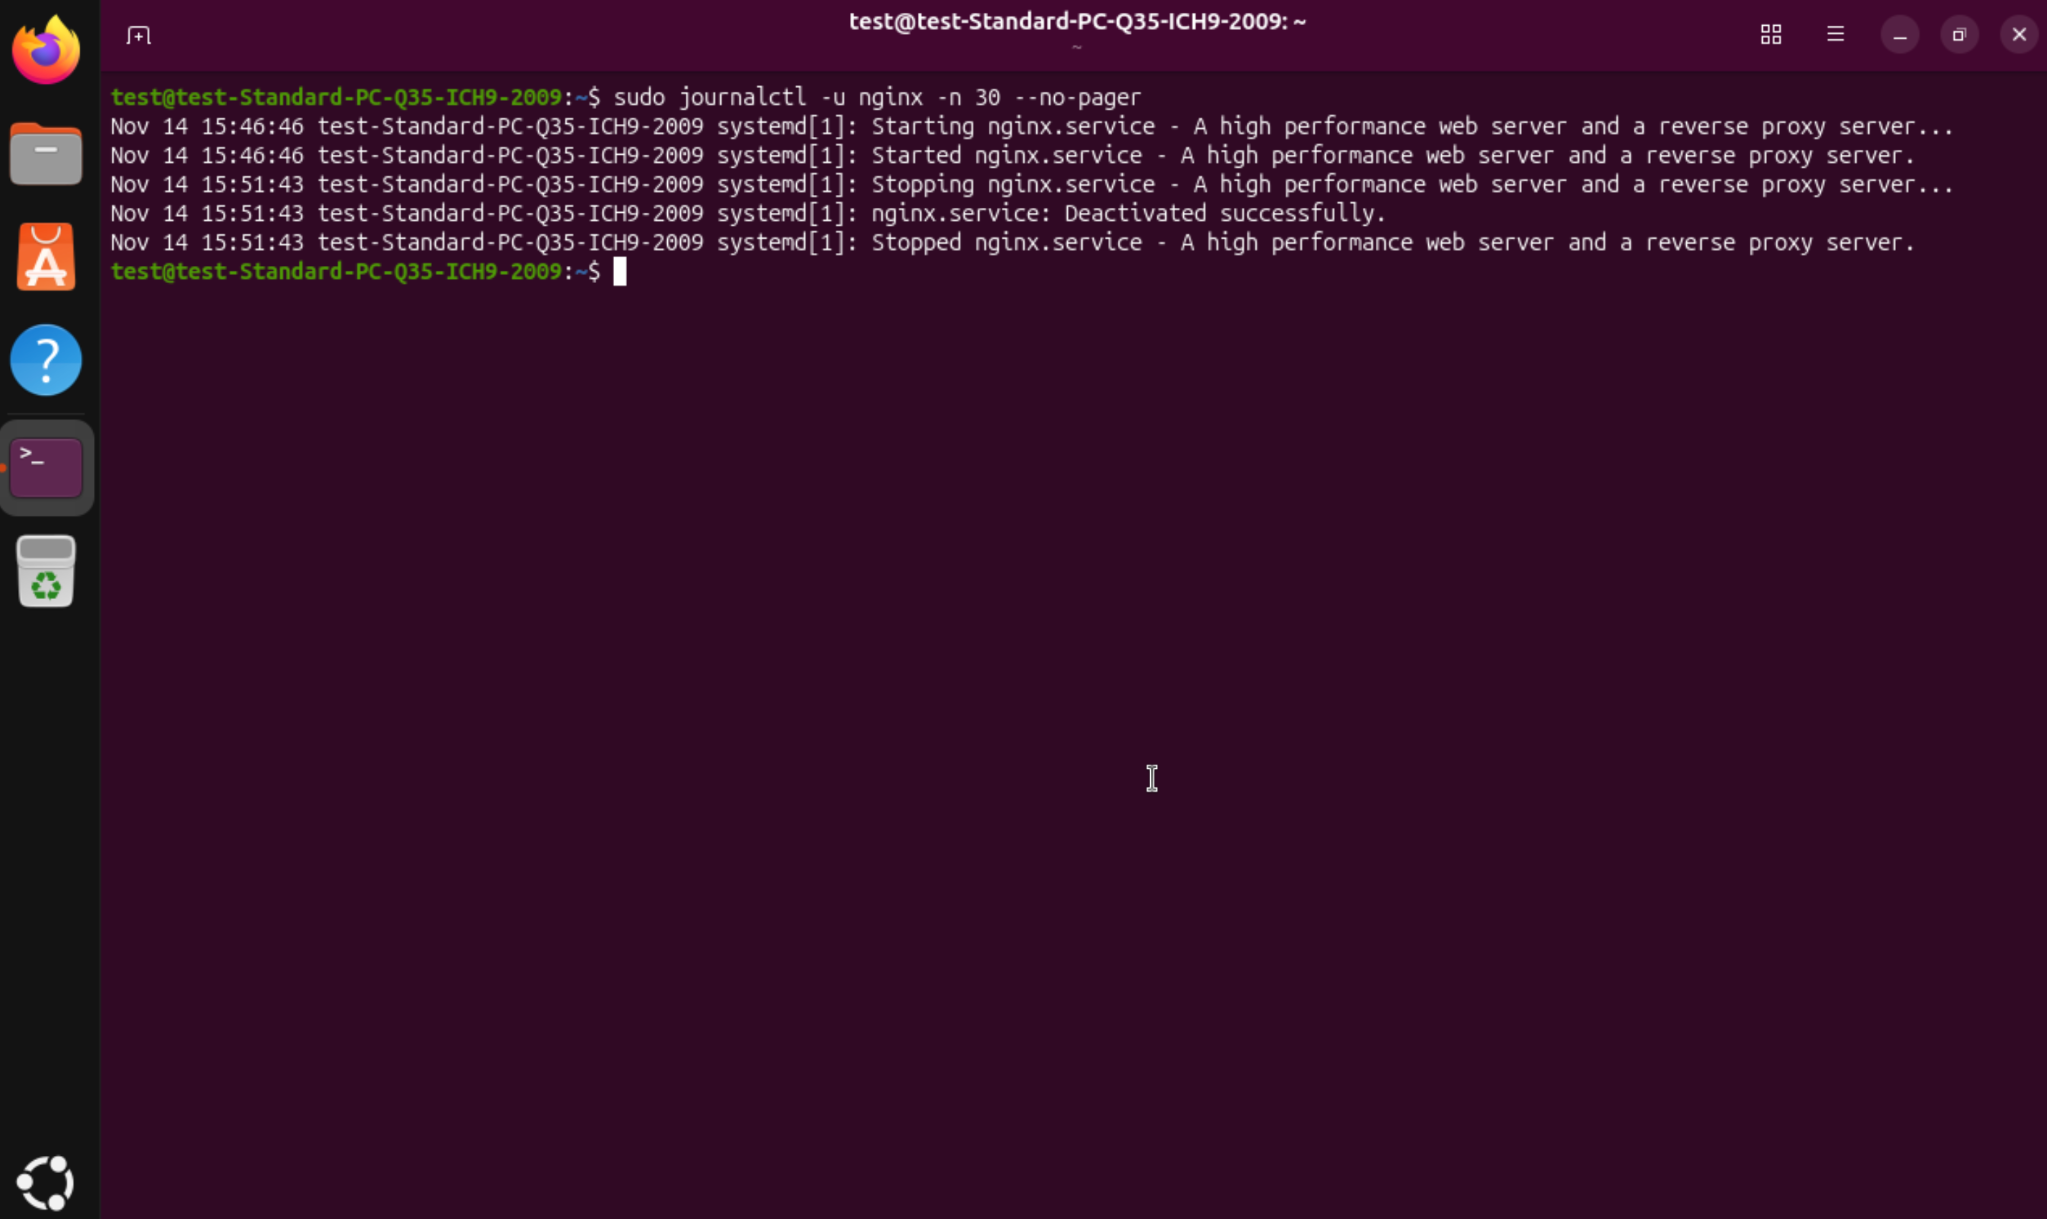 test@test-Standard-PC-Q35-ICH9-2009: ~
~
test@test-Standard-PC-Q35-ICH9-2009:~$ sudo journalctl -u nginx -n 30 --no-pager
Nov 14 15:46:46 test-Standard-PC-Q35-ICH9-2009 systemd[1]: Starting nginx.service - A high performance web server and a reverse proxy server...
Nov 14 15:46:46 test-Standard-PC-Q35-ICH9-2009 systemd[1]: Started nginx.service - A high performance web server and a reverse proxy server.
Nov 14 15:51:43 test-Standard-PC-Q35-ICH9-2009 systemd[1]: Stopping nginx.service - A high performance web server and a reverse proxy server...
Nov 14 15:51:43 test-Standard-PC-Q35-ICH9-2009 systemd[1]: nginx.service: Deactivated successfully.
Nov 14 15:51:43 test-Standard-PC-Q35-ICH9-2009 systemd[1]: Stopped nginx.service - A high performance web server and a reverse proxy server.
test@test-Standard-PC-Q35-ICH9-2009:~$